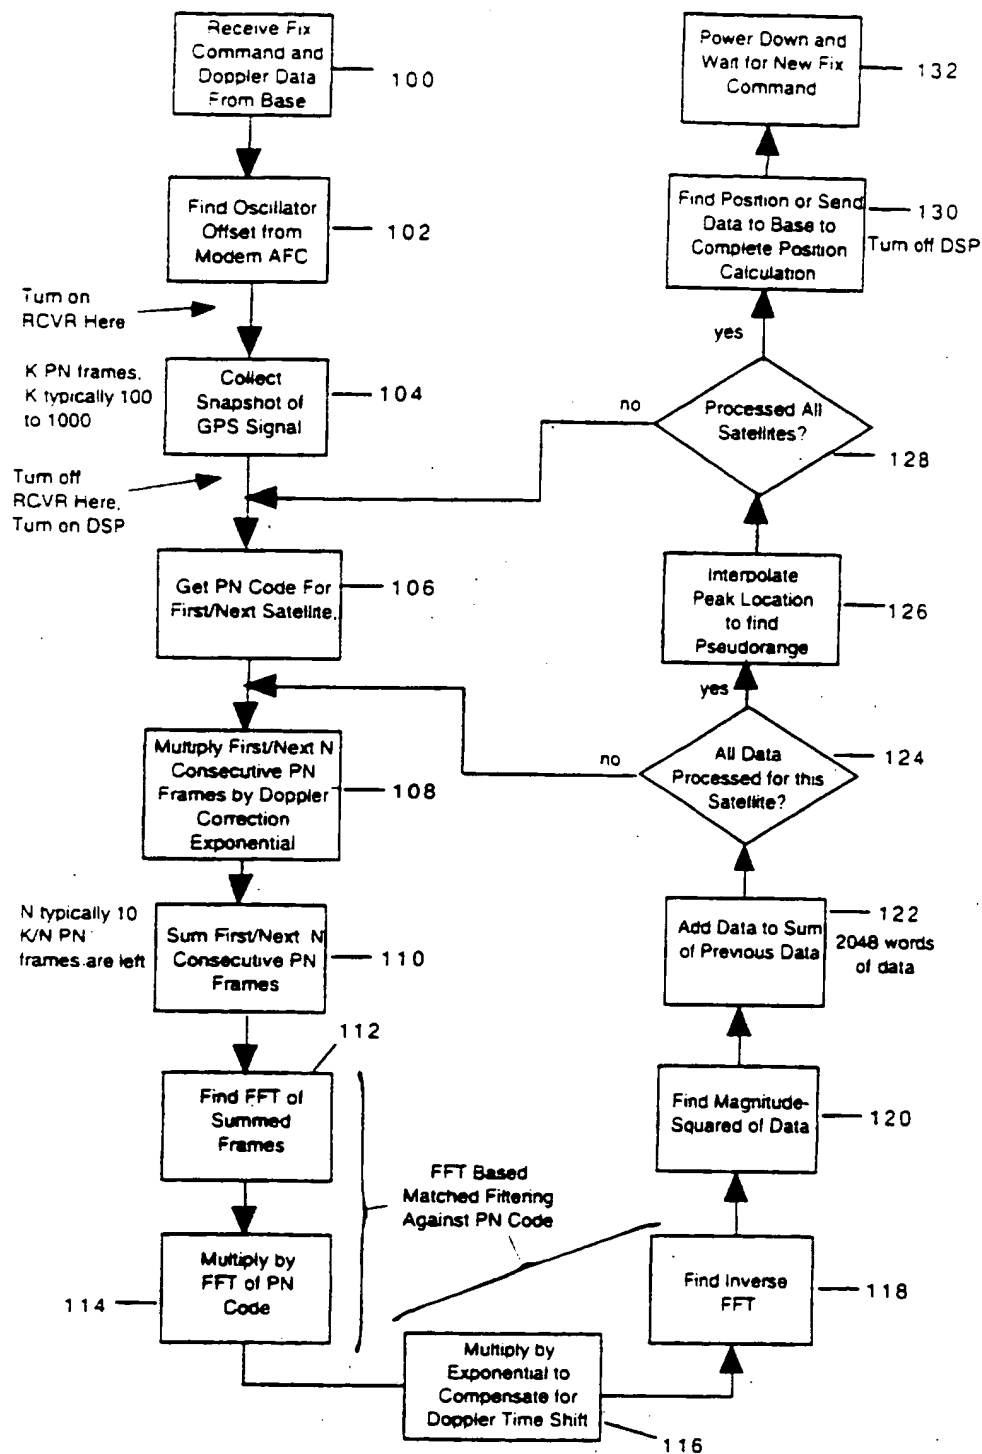 Receive Fix
Command and
Doppler Data
From Base
100
Find Oscillator
Offset from
Modem AFC
102
Turn on
RCVR Here
K PN frames,
K typically 100
to 1000
Collect
Snapshot of
GPS Signal
104
Turn off
RCVR Here,
Turn on DSP
Get PN Code For
First/Next Satellite,
106
Multiply First/Next N
Consecutive PN
Frames by Doppler
Correction
Exponential
108
N typically 10
K/N PN
frames are left
Sum First/Next N
Consecutive PN
Frames
110
112
Find FFT of
Summed
Frames
Multiply by
FFT of PN
Code
114
FFT Based
Matched Filtering
Against PN Code
Multiply by
Exponential to
Compensate for
Doppler Time Shift
116
Find Inverse
FFT
118
Find Magnitude-
Squared of Data
120
Add Data to Sum
of Previous Data
122
2048 words
of data
All Data
Processed for this
Satellite?
124
no
yes
Interpolate
Peak Location
to find
Pseudorange
126
Processed All
Satellites?
128
no
yes
Find Position or Send
Data to Base to
Complete Position
Calculation
130
Turn off DSP
Power Down and
Wait for New Fix
Command
132